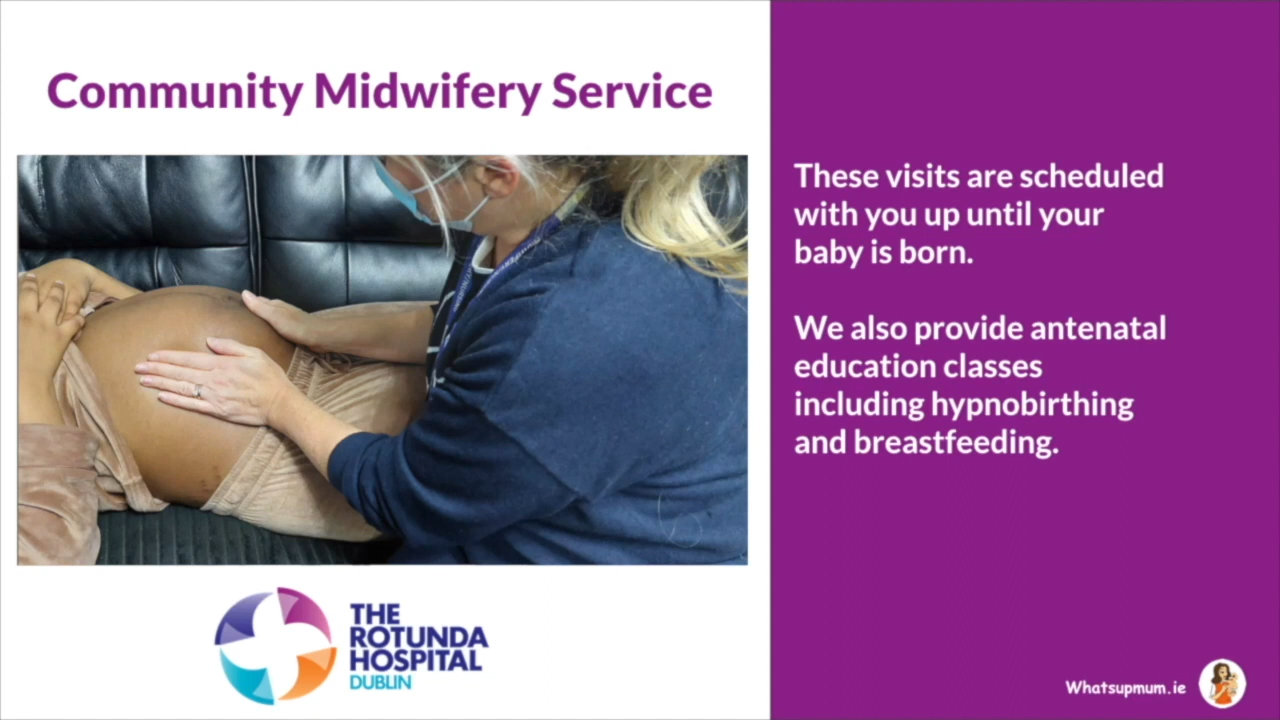 Community Midwifery Service
These visits are scheduled
with you up until your
baby is born.
We also provide antenatal
education classes
including hypnobirthing
and breastfeeding.
THE
ROTUNDA
HOSPITAL
DUBLIN
Whatsupmum.ie